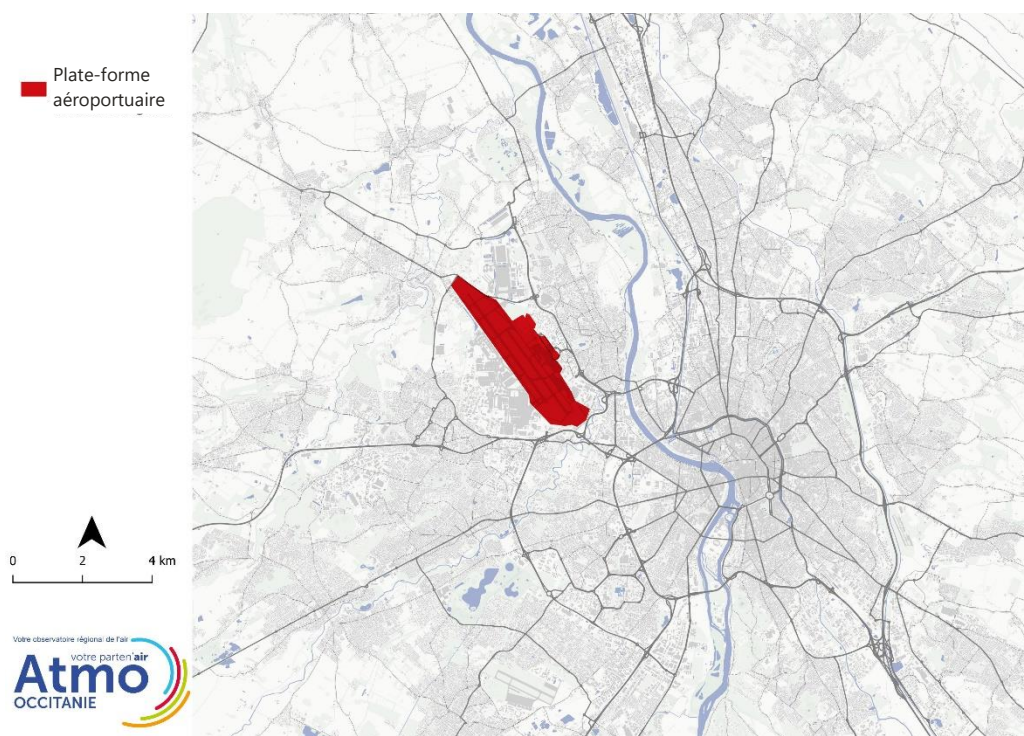 Plate-forme
aéroportuaire
0 2 4 km
Votre observatoire régional de l'air
votre parten'air
Atmo
OCCITANIE